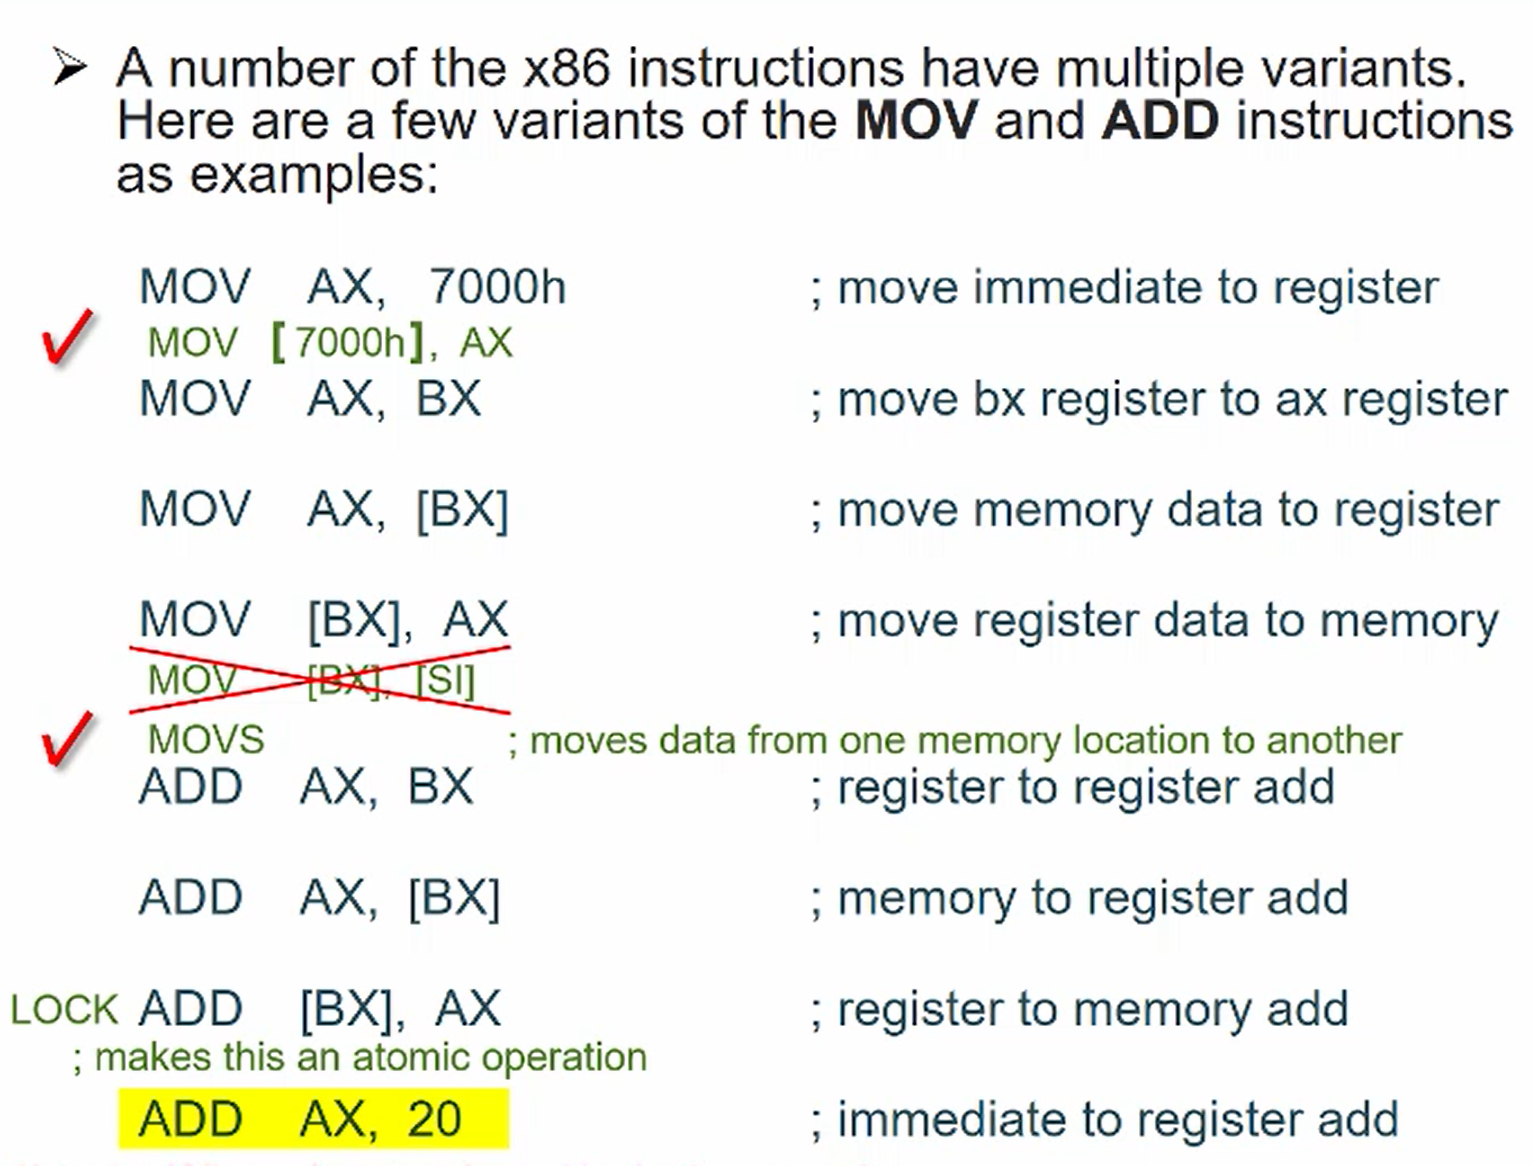 ➢ A number of the x86 instructions have multiple variants.
Here are a few variants of the MOV and ADD instructions
as examples:
MOV AX, 7000h ; move immediate to register
MOV [7000h], AX
MOV AX, BX ; move bx register to ax register
MOV AX, [BX] ; move memory data to register
MOV [BX], AX ; move register data to memory
MOV [BX], [SI]
MOVS ; moves data from one memory location to another
ADD AX, BX ; register to register add
ADD AX, [BX] ; memory to register add
LOCK ADD [BX], AX ; register to memory add
; makes this an atomic operation
ADD AX, 20 ; immediate to register add